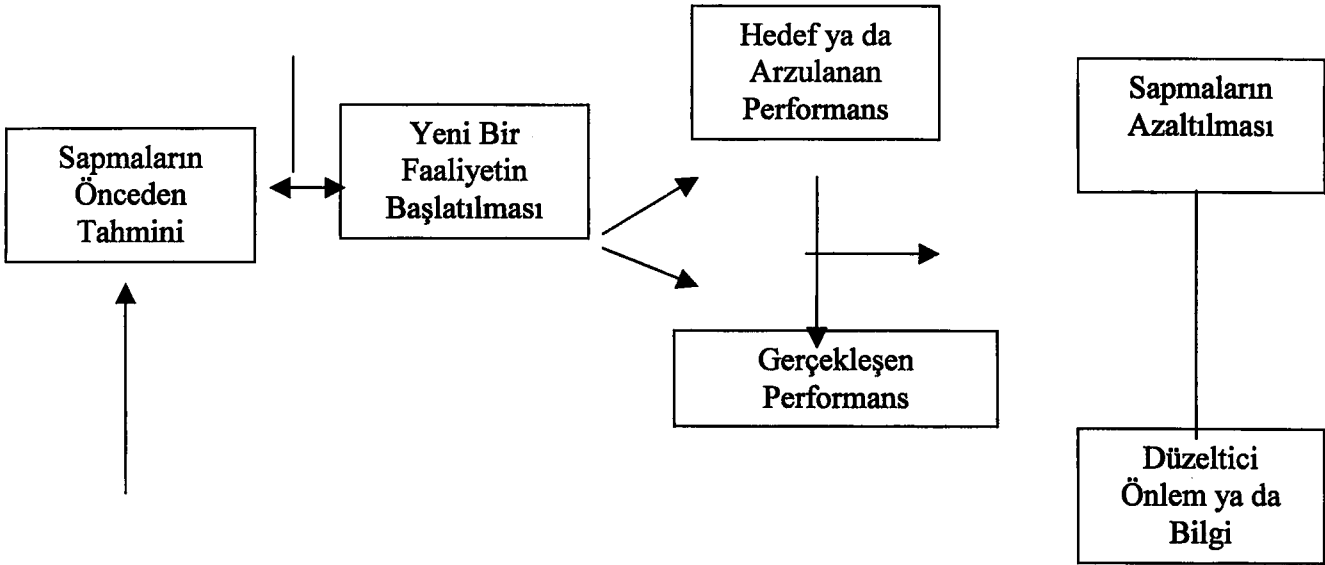 Sapmaların
Önceden
Tahmini
Yeni Bir
Faaliyetin
Başlatılması
Hedef ya da
Arzulanan
Performans
Gerçekleşen
Performans
Sapmaların
Azaltılması
Düzeltici
Önlem ya da
Bilgi